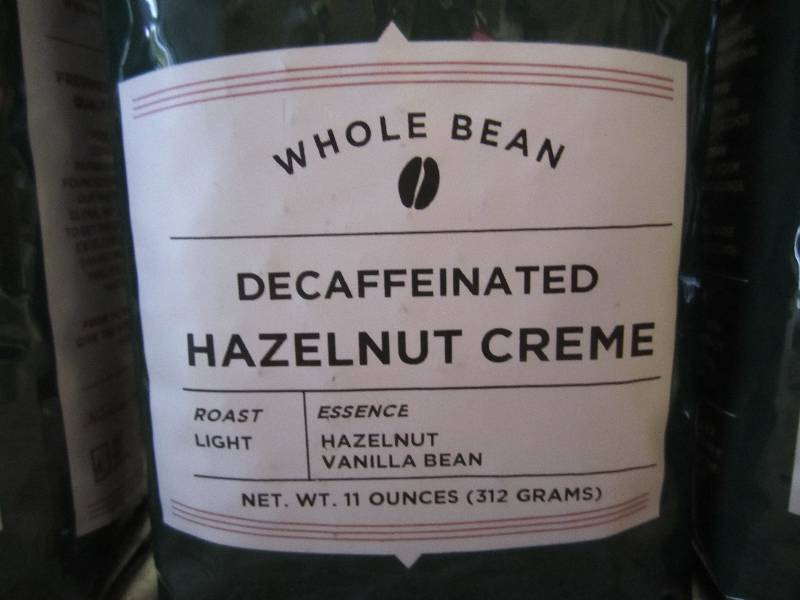 WHOLE BEAN
DECAFFEINATED
HAZELNUT CREME
ROAST
LIGHT
ESSENCE
HAZELNUT
VANILLA BEAN
NET. WT. 11 OUNCES (312 GRAMS)